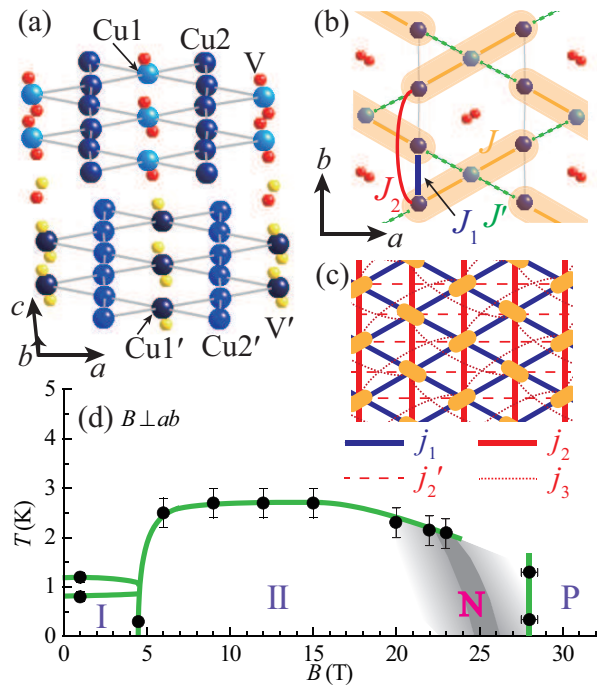 (a)
Cu1
Cu2
V
c
b
a
Cu1′
Cu2′
V′
(b)
b
a
J
J2
J1
J′
(c)
j1
j2
j2′
j3
(d) B⊥ab
T(K)
5
4
3
2
1
0
I
II
N
P
0
5
10
15
20
25
30
B(T)